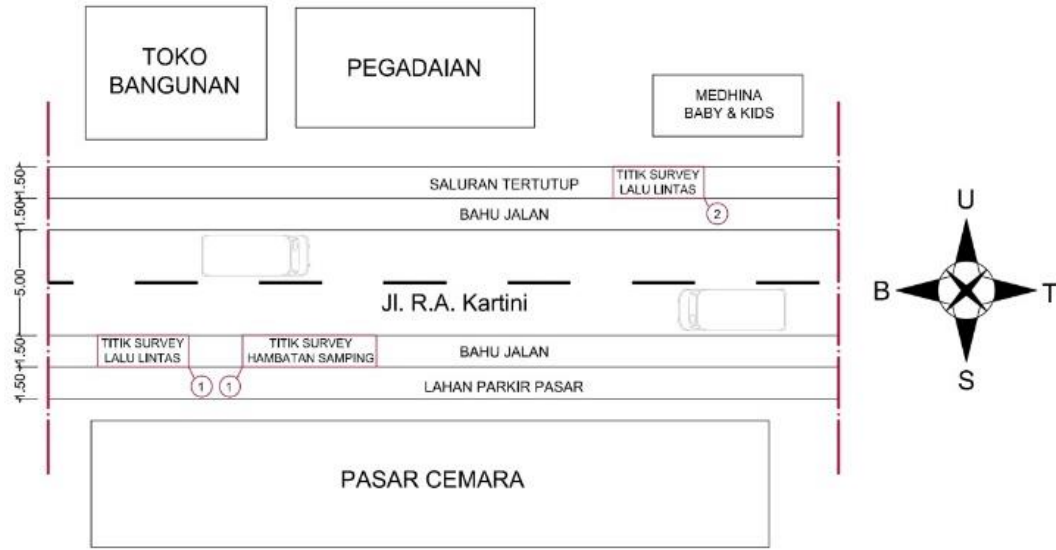 TOKO
BANGUNAN
PEGADAIAN
MEDHINA
BABY & KIDS
1.50
SALURAN TERTUTUP
TITIK SURVEY
LALU LINTAS
1.50
BAHU JALAN
2
5.00
Jl. R.A. Kartini
1.50
TITIK SURVEY
LALU LINTAS
TITIK SURVEY
HAMBATAN SAMPING
BAHU JALAN
1.50
1
1
LAHAN PARKIR PASAR
PASAR CEMARA
U
B
T
S